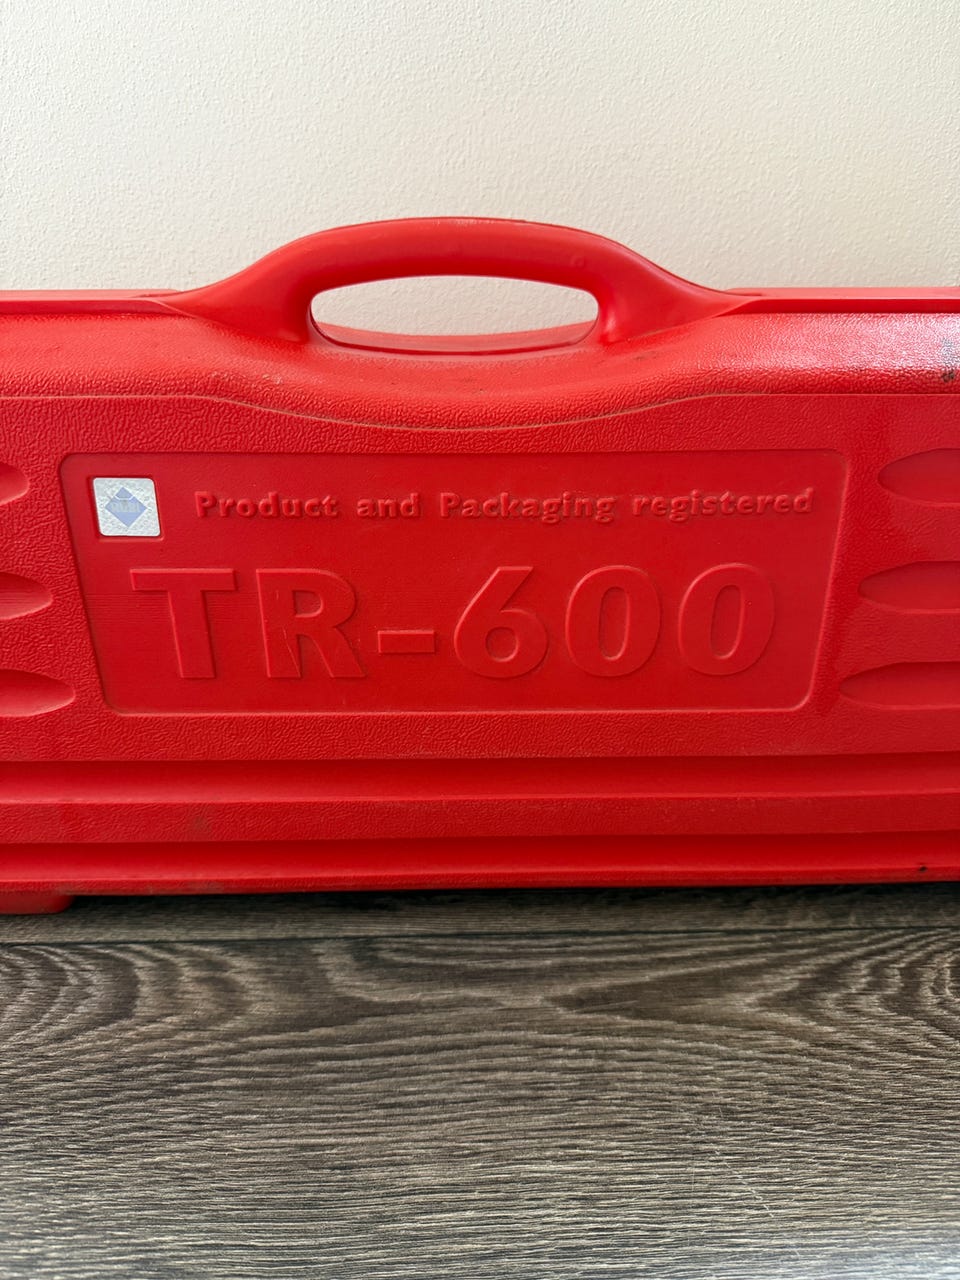 Product and Packaging registered
TR-600